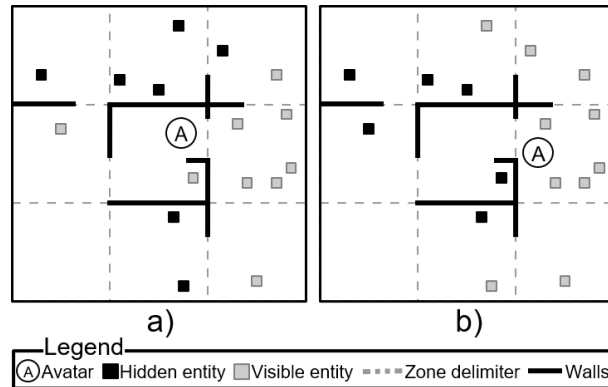 A
A
a)
b)
Legend
A Avatar Hidden entity Visible entity Zone delimiter Walls